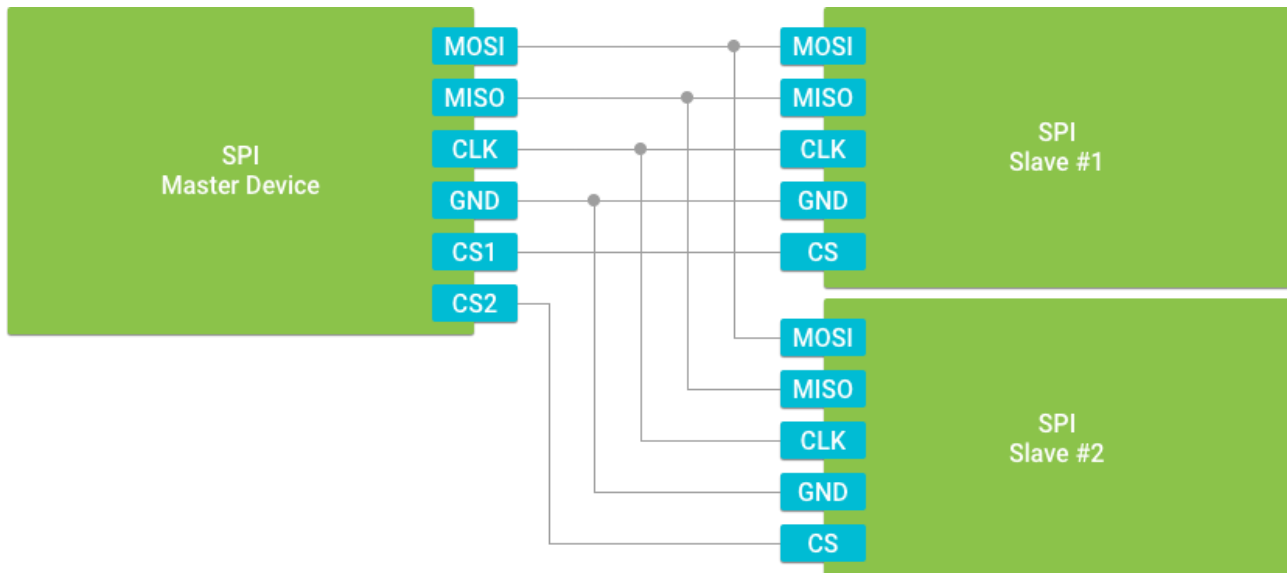 SPI
Master Device
MOSI
MISO
CLK
GND
CS1
CS2
MOSI
MISO
CLK
GND
CS
SPI
Slave #1
MOSI
MISO
CLK
GND
CS
SPI
Slave #2